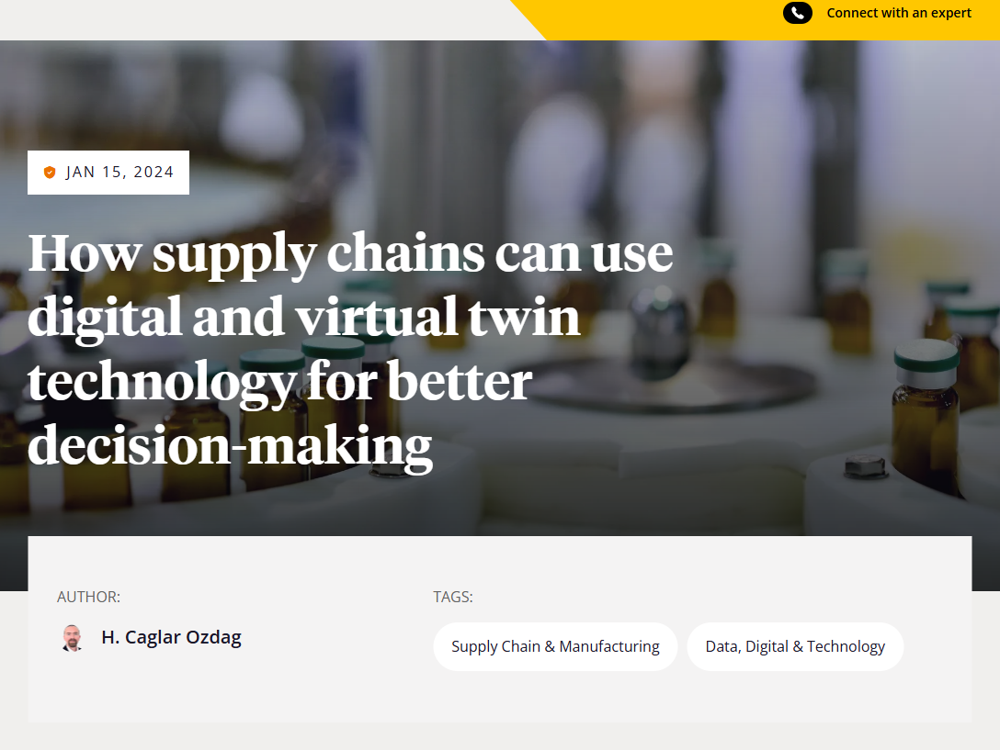 Connect with an expert
JAN 15, 2024
How supply chains can use
digital and virtual twin
technology for better
decision-making
AUTHOR:
TAGS:
H. Caglar Ozdag
Supply Chain & Manufacturing
Data, Digital & Technology